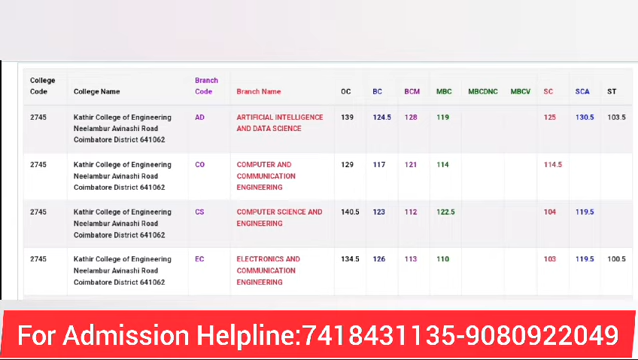 College Code College Name Branch Code Branch Name OC BC BCM MBC MBCDNC MBCV SC SCA ST
2745 Kathir College of Engineering Neelambur Avinashi Road Coimbatore District 641062 AD ARTIFICIAL INTELLIGENCE AND DATA SCIENCE 139 124.5 128 119 125 130.5 103.5
2745 Kathir College of Engineering Neelambur Avinashi Road Coimbatore District 641062 CO COMPUTER AND COMMUNICATION ENGINEERING 129 117 121 114 114.5
2745 Kathir College of Engineering Neelambur Avinashi Road Coimbatore District 641062 CS COMPUTER SCIENCE AND ENGINEERING 140.5 123 112 122.5 104 119.5
2745 Kathir College of Engineering Neelambur Avinashi Road Coimbatore District 641062 EC ELECTRONICS AND COMMUNICATION ENGINEERING 134.5 126 113 110 103 119.5 100.5
For Admission Helpline:7418431135-9080922049